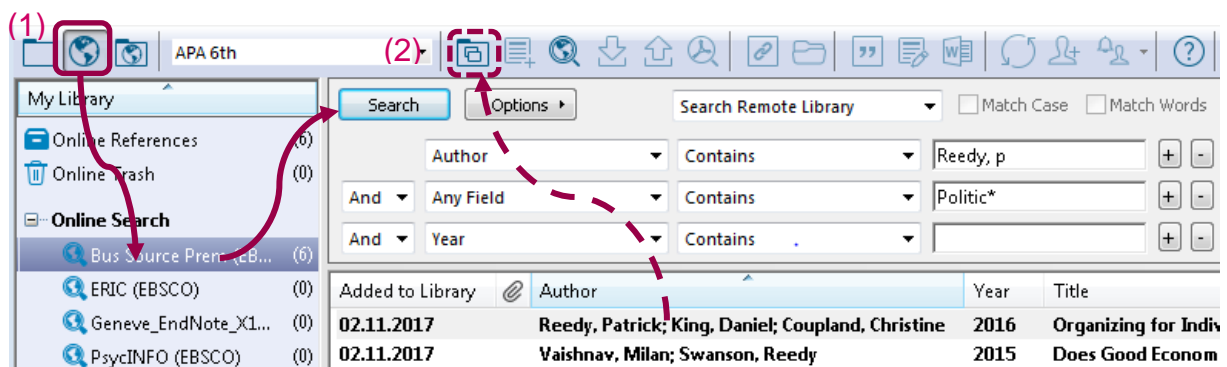 (1)
APA 6th
(2)
My Library
Search
Options
Search Remote Library
Match Case
Match Words
Online References (6)
Author
Contains
Reedy, p
+ -
Online Trash (0)
And
Any Field
Contains
Politic*
+ -
Online Search
And
Year
Contains
+ -
Bus Source Prem (EB... (6)
ERIC (EBSCO) (0)
Added to Library
Author
Year
Title
Geneve_EndNote_X1... (0)
02.11.2017 Reedy, Patrick; King, Daniel; Coupland, Christine 2016 Organizing for Indiv
PsycINFO (EBSCO) (0)
02.11.2017 Vaishnav, Milan; Swanson, Reedy 2015 Does Good Econom